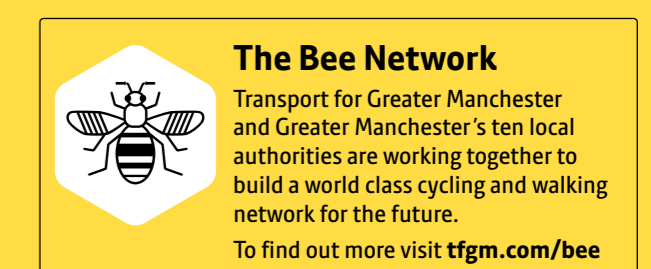 The Bee Network
Transport for Greater Manchester
and Greater Manchester's ten local
authorities are working together to
build a world class cycling and walking
network for the future.
To find out more visit tfgm.com/bee